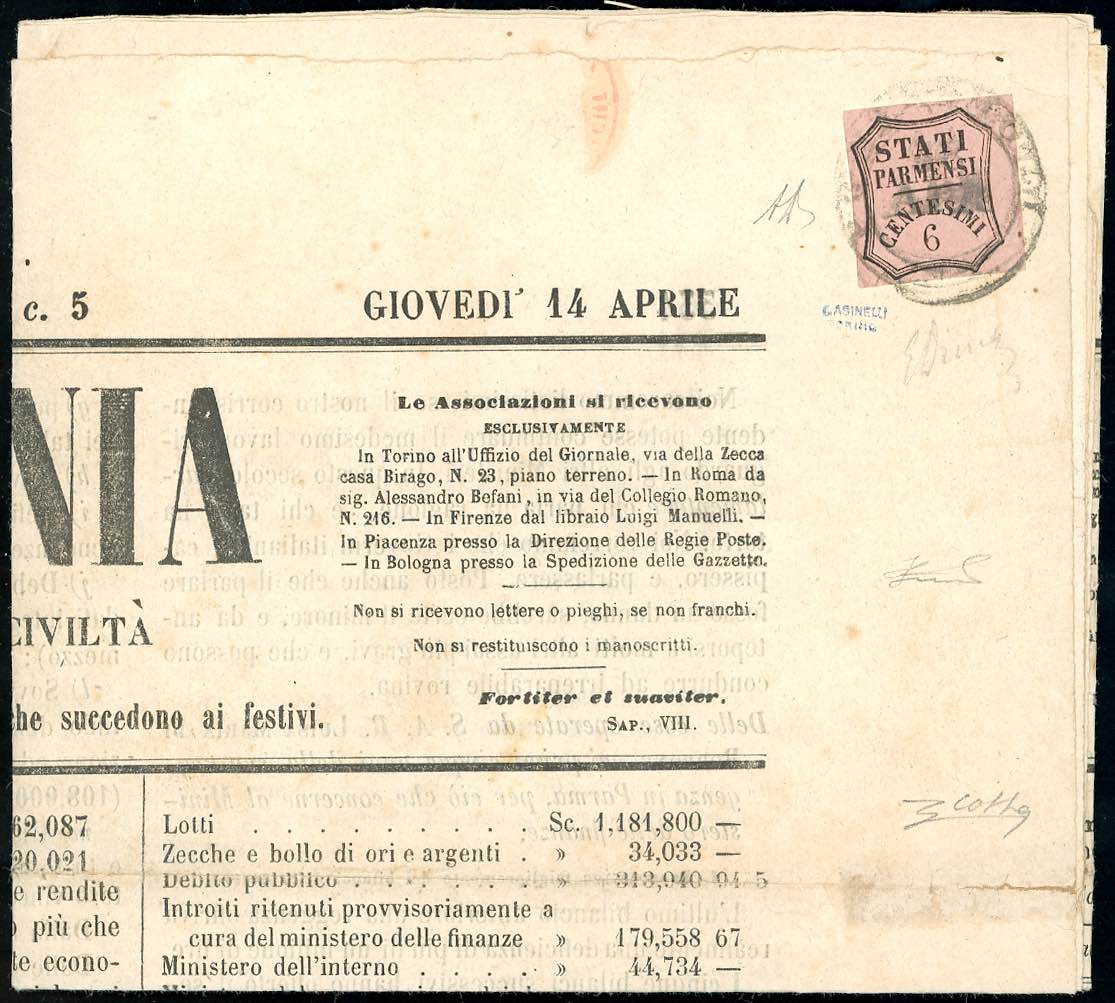 STATI
PARMENSI
CENTESIMI
6
GASINELLI
c. 5
GIOVEDI' 14 APRILE
NIA
CIVILTÀ
che succedono ai festivi.
Le Associazioni si ricevono
ESCLUSIVAMENTE
In Torino all'Uffizio del Giornale, via della Zecca
casa Birago, N. 23, piano terreno. — In Roma da
sig. Alessandro Befani, in via del Collegio Romano,
N. 216. — In Firenze dal libraio Luigi Manuelli. —
In Piacenza presso la Direzione delle Regie Poste.
— In Bologna presso la Spedizione delle Gazzette.
Non si ricevono lettere o pieghi, se non franchi.
Non si restituiscono i manoscritti.
Fortiter et suaviter.
SAP., VIII.
62,087
20,021
e rendite
più che
te econo-
Lotti . . . . . . . . . . Sc. 1,181,800 —
Zecche e bollo di ori e argenti . » 34,033 —
Debito pubblico . . . . . . . » 313,940 94 5
Introiti ritenuti provvisoriamente a
cura del ministero delle finanze » 179,558 67
Ministero dell'interno . . . . » 44,734 —